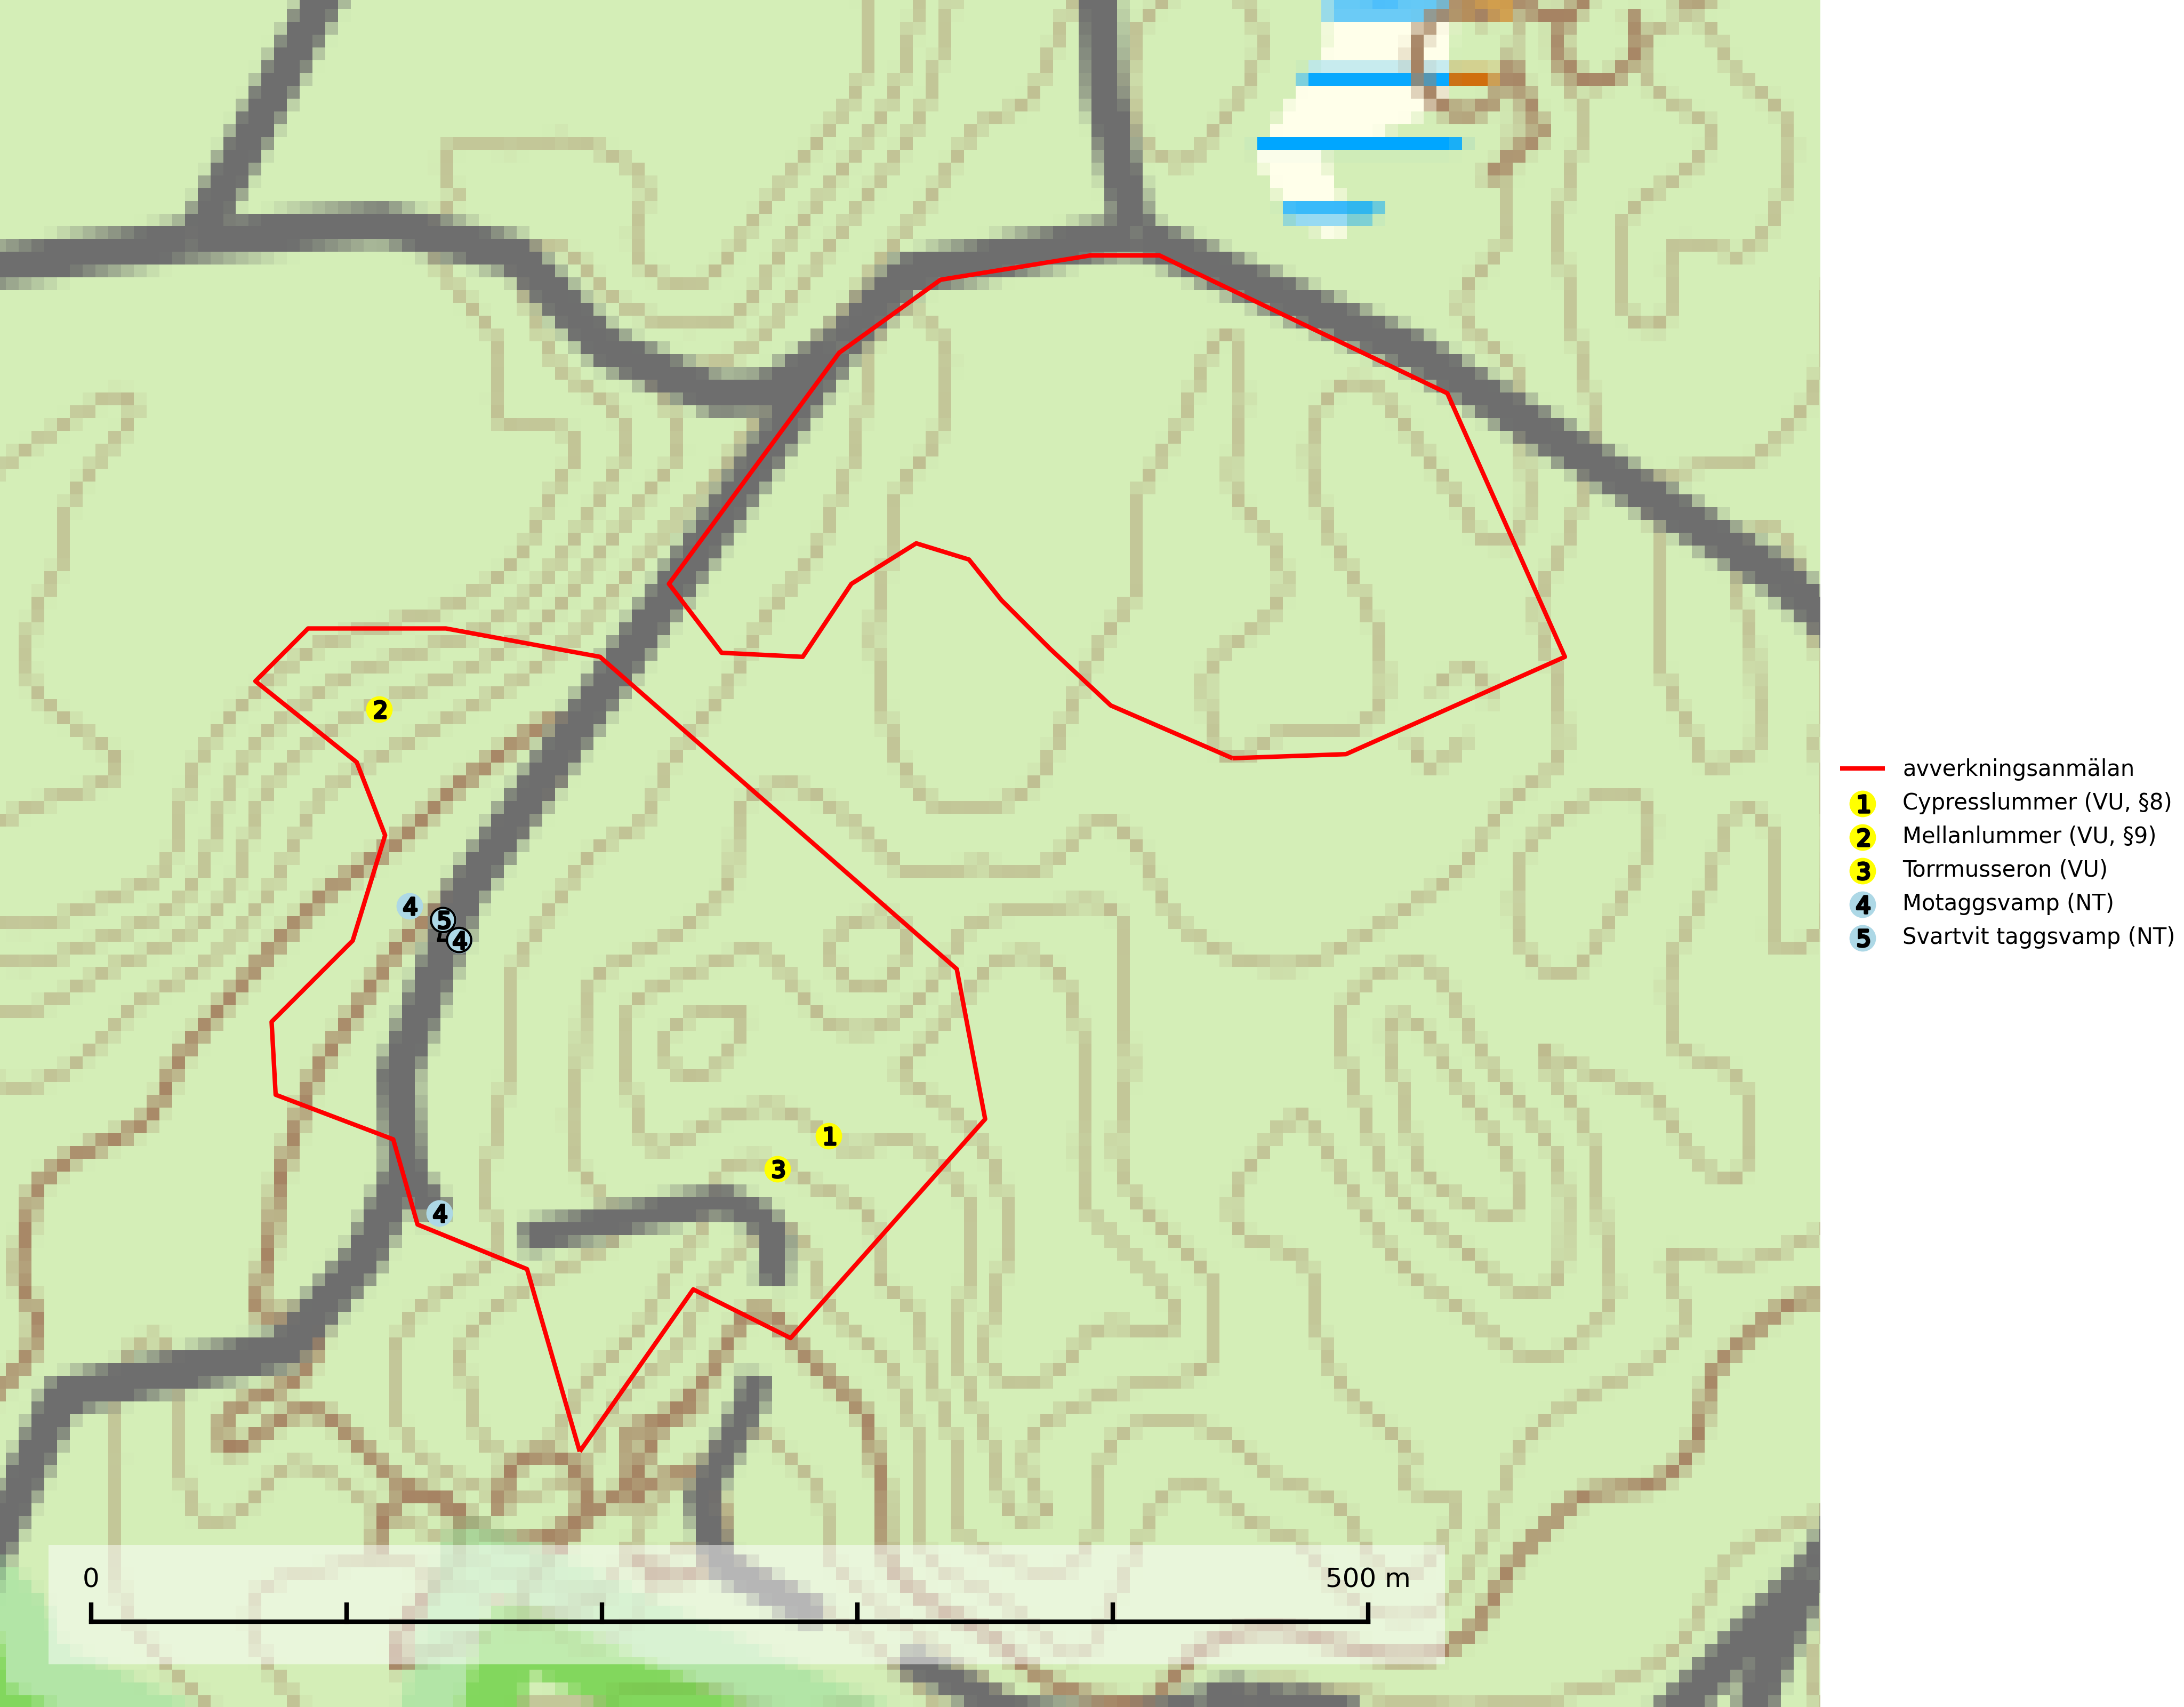 2
4
5
4
1
3
4
0
500 m
avverkningsanmälan
1 Cypresslummer (VU, §8)
2 Mellanlummer (VU, §9)
3 Torrmusseron (VU)
4 Motaggsvamp (NT)
5 Svartvit taggsvamp (NT)